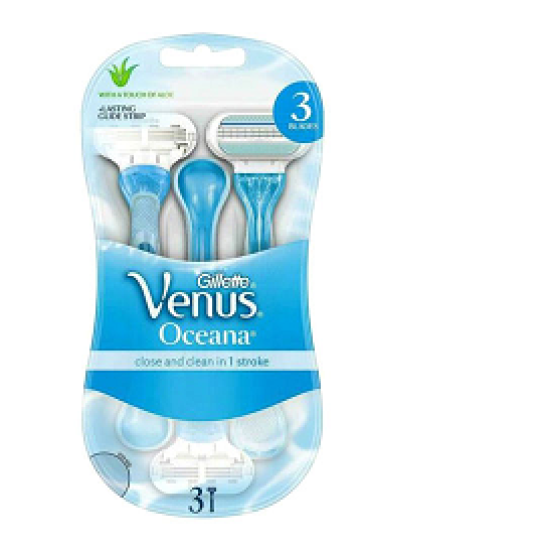 WITH A TOUCH OF ALOE
LASTING
GLIDE STRIP
3
BLADES
Gillette®
Venus®
Oceana®
close and clean in 1 stroke
3